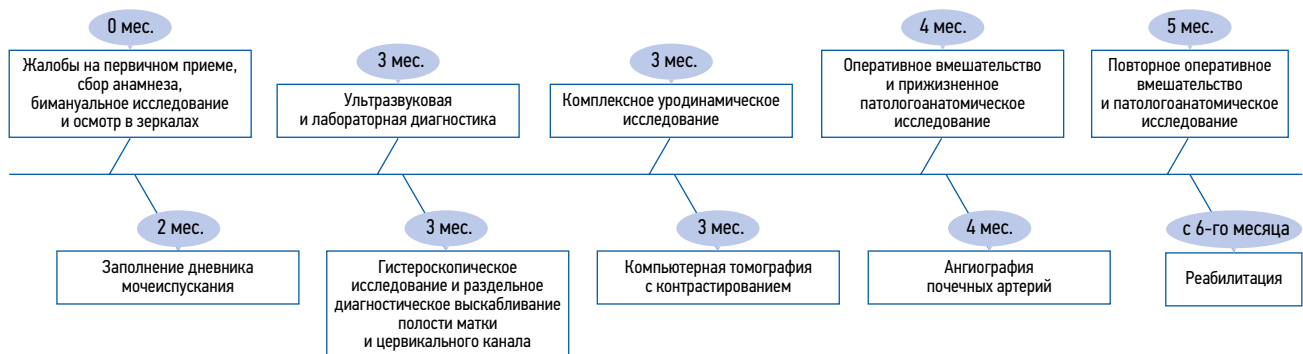 0 мес.
Жалобы на первичном приеме,
сбор анамнеза,
бимануальное исследование
и осмотр в зеркалах
3 мес.
Ультразвуковая
и лабораторная диагностика
3 мес.
Комплексное уродинамическое
исследование
4 мес.
Оперативное вмешательство
и прижизненное
патологоанатомическое
исследование
5 мес.
Повторное оперативное
вмешательство
и патологоанатомическое
исследование
2 мес.
Заполнение дневника
мочеиспускания
3 мес.
Гистероскопическое
исследование и раздельное
диагностическое выскабливание
полости матки
и цервикального канала
3 мес.
Компьютерная томография
с контрастированием
4 мес.
Ангиография
почечных артерий
с 6-го месяца
Реабилитация